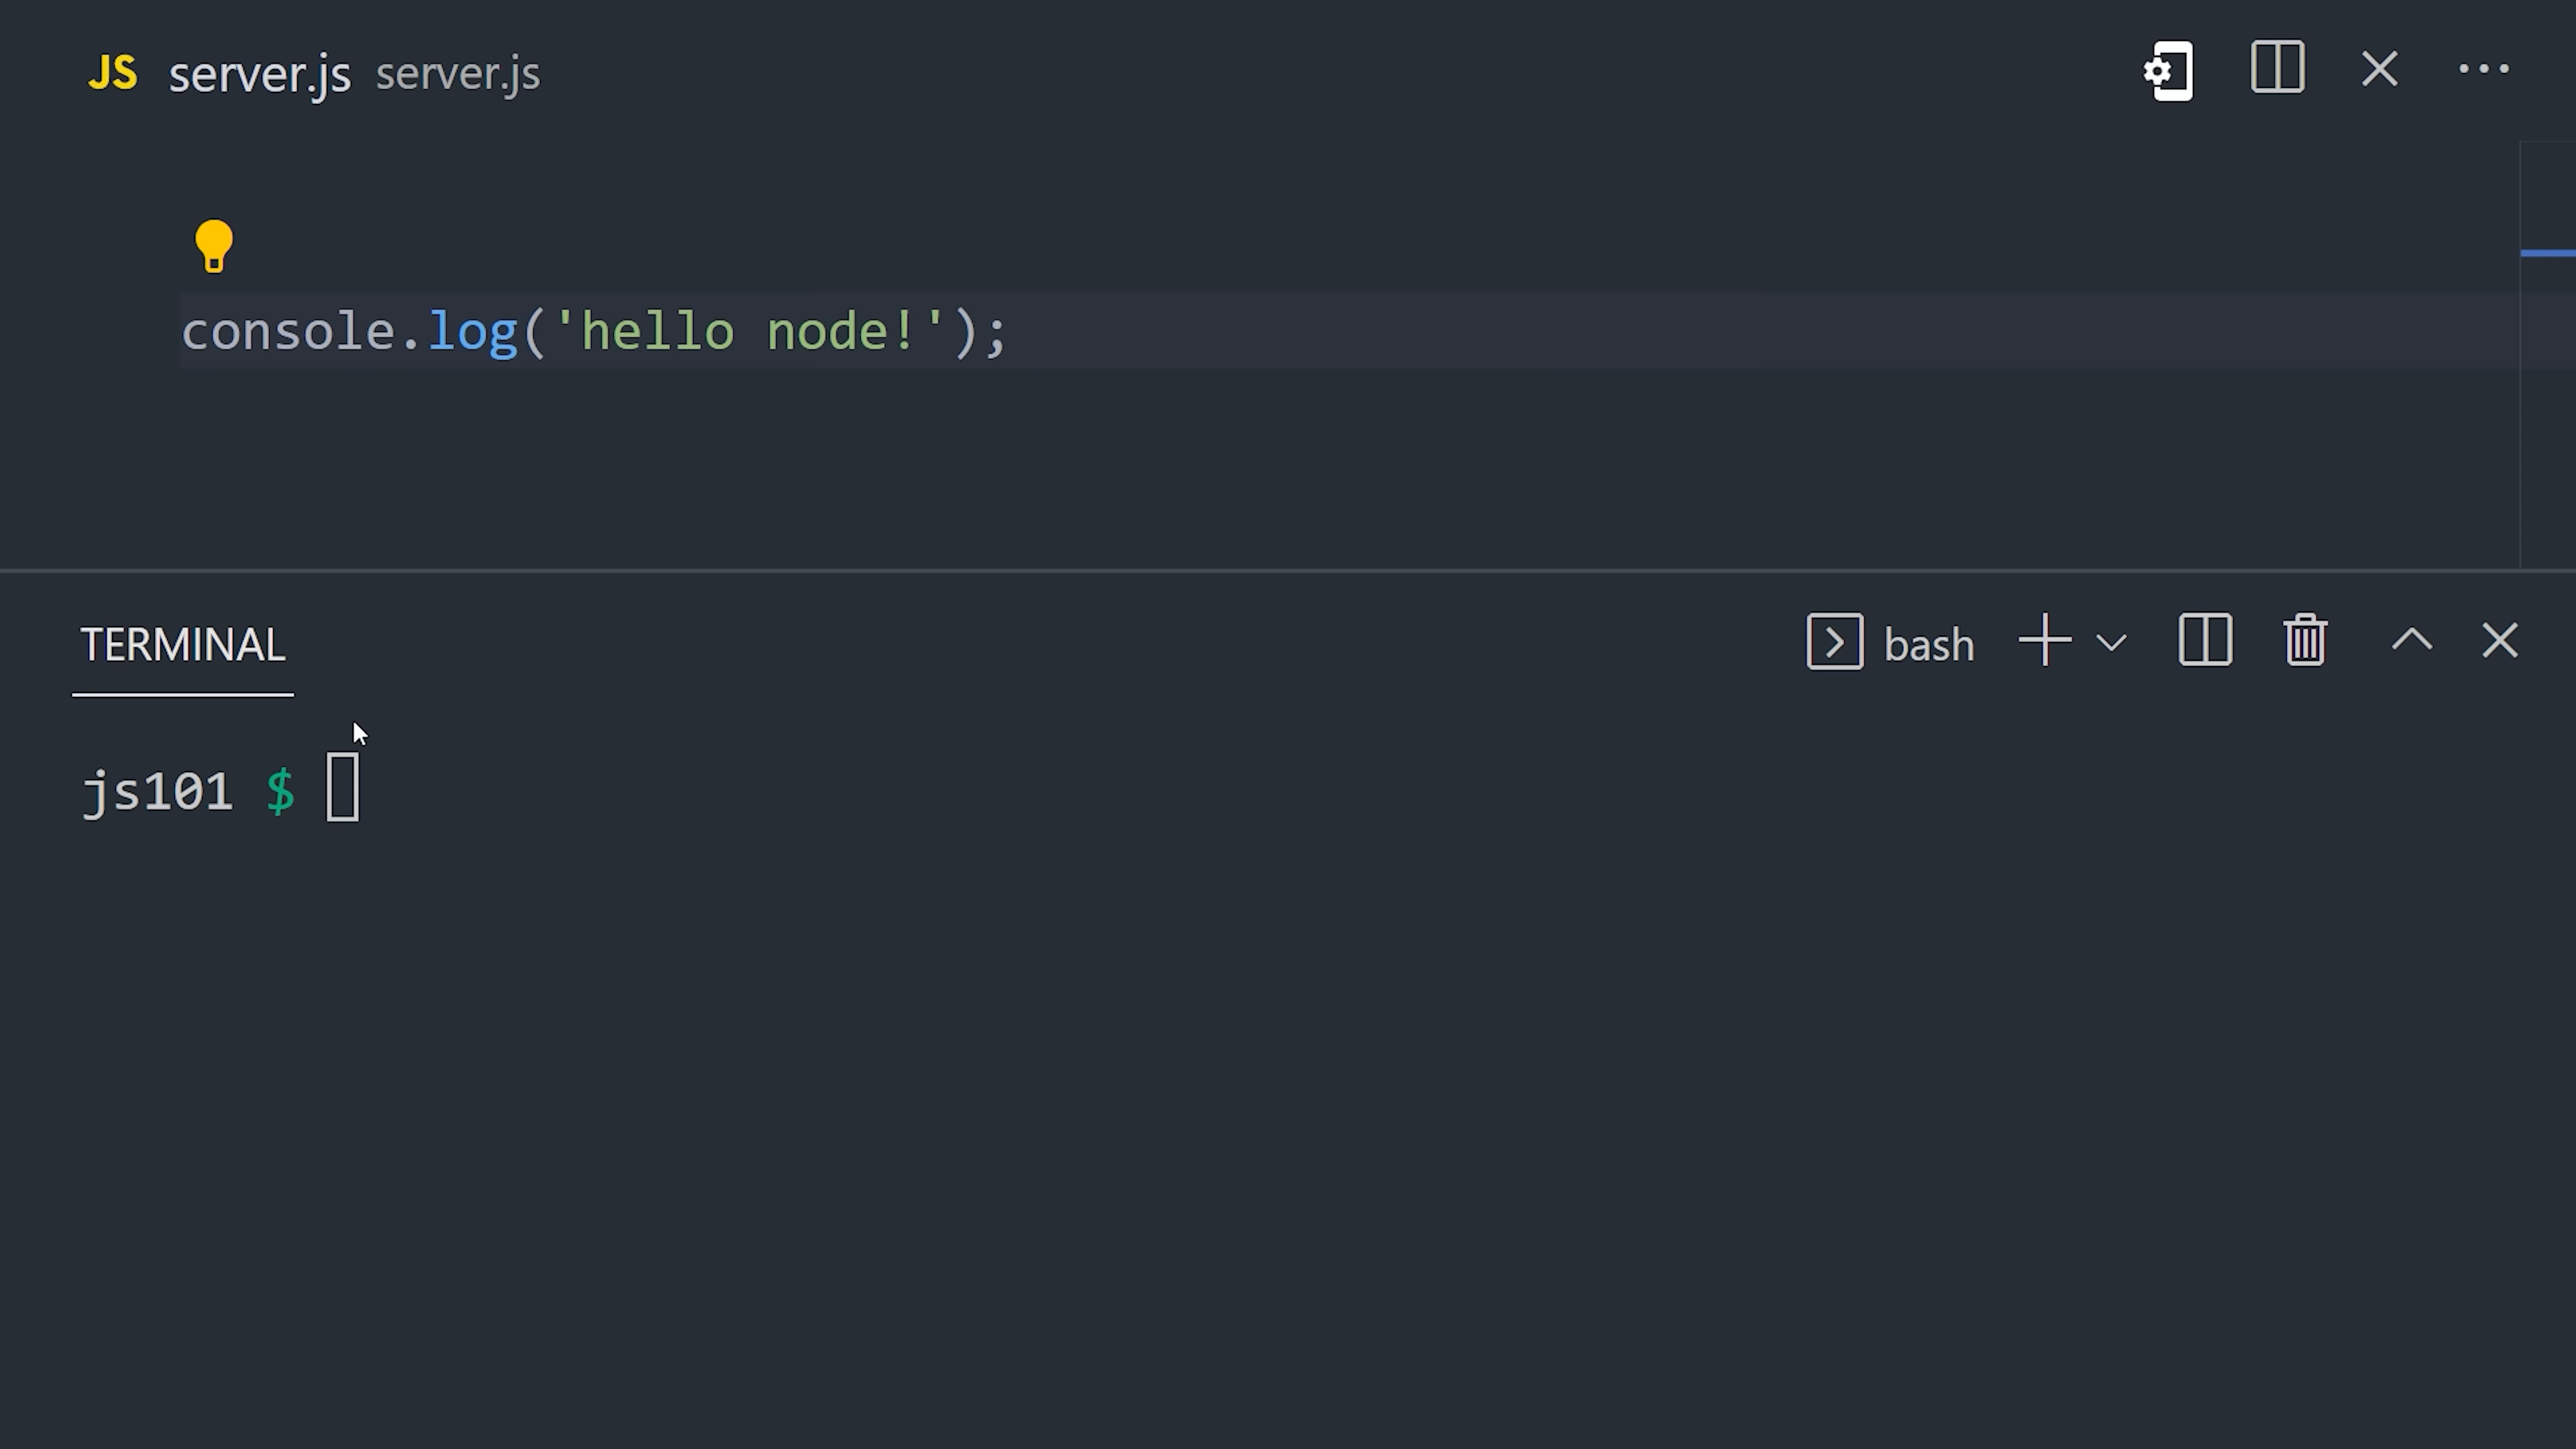 JS server.js server.js
console.log('hello node!');
TERMINAL
bash
js101 $